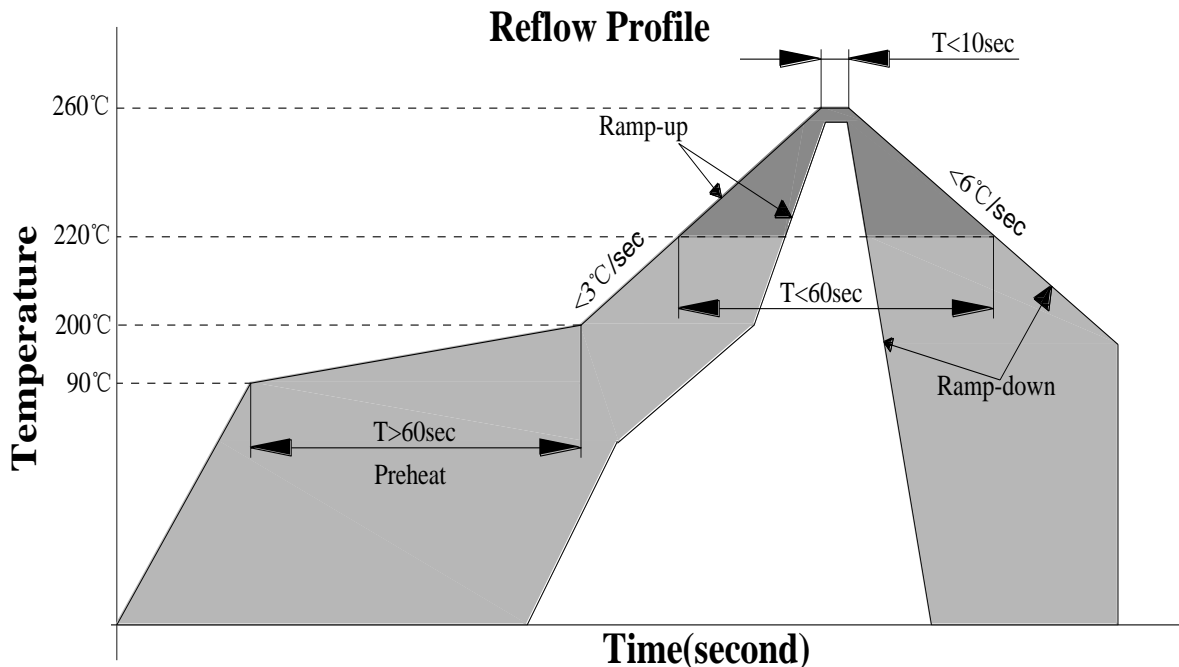 Reflow Profile
T<10sec
260℃
Ramp-up
<6℃/sec
220℃
<3℃/sec
T<60sec
200℃
90℃
Ramp-down
T>60sec
Preheat
Temperature
Time(second)